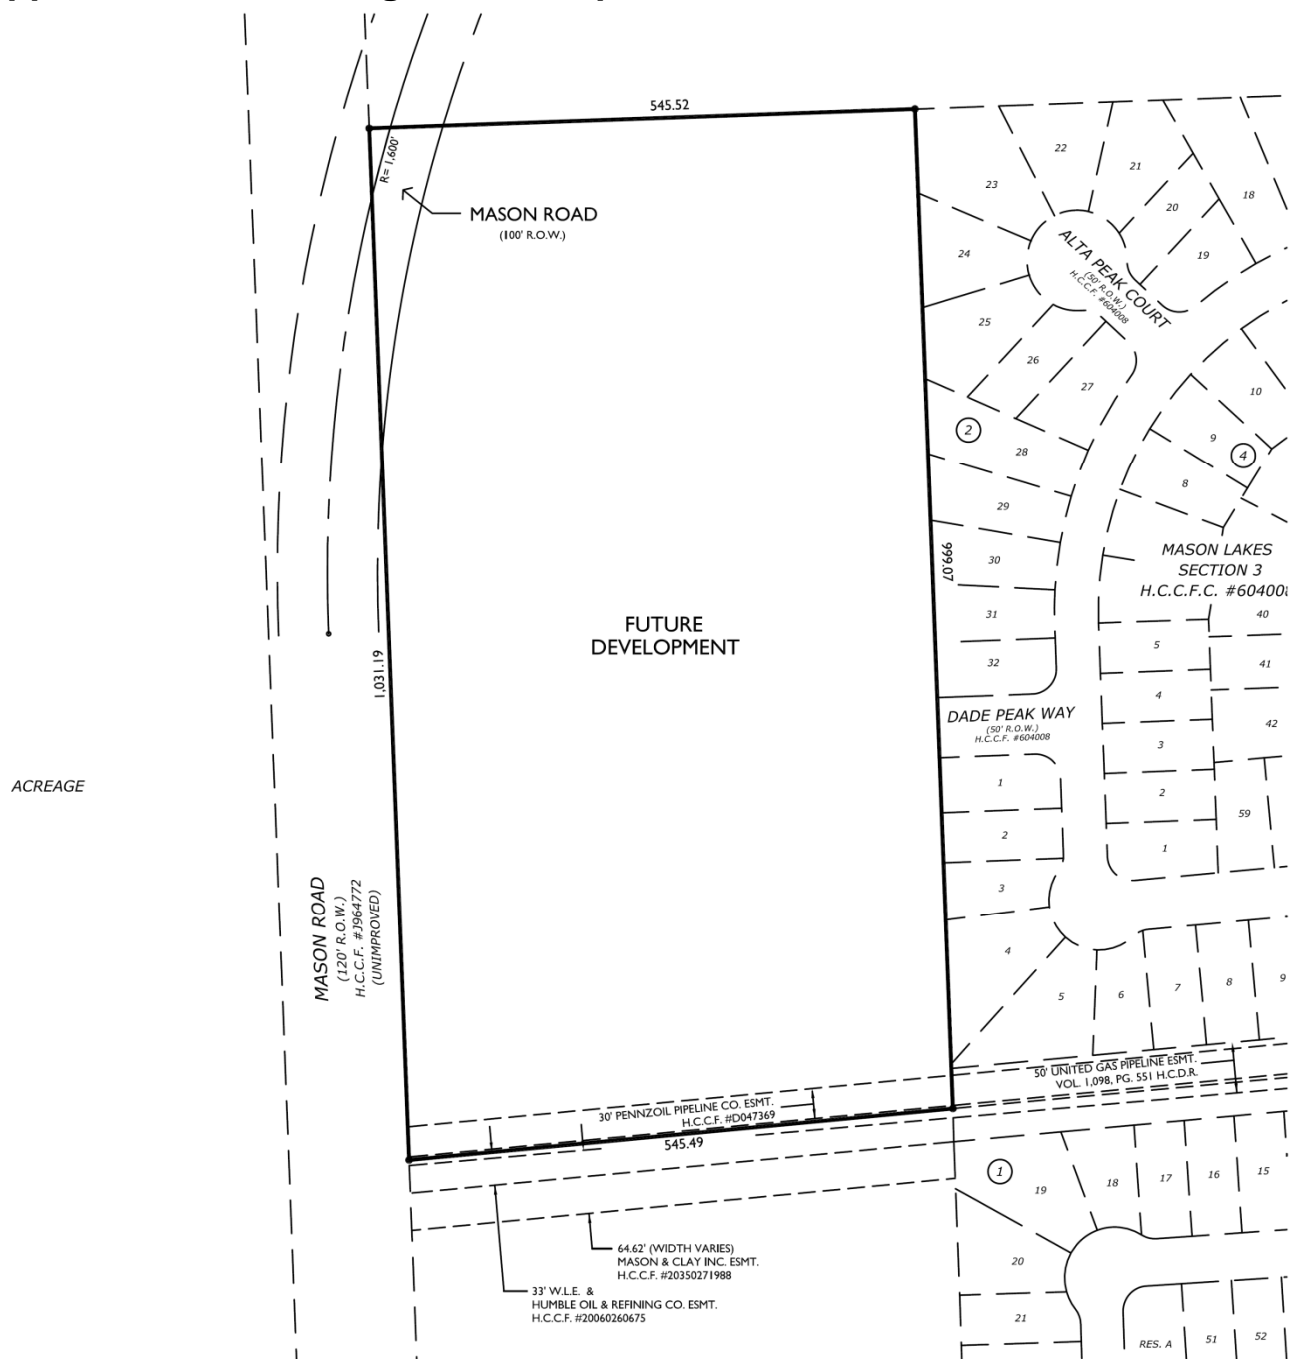 545.52
R= 1,600'
MASON ROAD
(100' R.O.W.)
22
21
23
20
18
24
19
ALTA PEAK COURT
(50' R.O.W.)
H.C.C.F. #604008
25
26
27
10
2
28
9
4
8
29
MASON LAKES
SECTION 3
H.C.C.F.C. #60400
999.07
30
31
40
FUTURE
DEVELOPMENT
5
32
41
1,031.19
4
DADE PEAK WAY
(50' R.O.W.)
H.C.C.F. #604008
42
3
ACREAGE
1
2
59
2
1
3
MASON ROAD
(120' R.O.W.)
H.C.C.F. #J964772
(UNIMPROVED)
4
5
6
7
8
9
50' UNITED GAS PIPELINE ESMT.
VOL. 1,098, PG. 551 H.C.D.R.
30' PENNZOIL PIPELINE CO. ESMT.
H.C.C.F. #D047369
545.49
1
19
18
17
16
15
64.62' (WIDTH VARIES)
MASON & CLAY INC. ESMT.
H.C.C.F. #20350271988
20
33' W.L.E. &
HUMBLE OIL & REFINING CO. ESMT.
H.C.C.F. #20060260675
21
RES. A
51
52